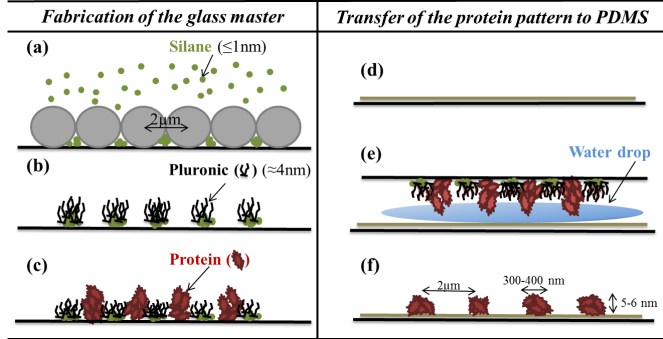 Fabrication of the glass master
Transfer of the protein pattern to PDMS
(a)
Silane (≤1nm)
2μm
(b)
Pluronic ( ) (≈4nm)
(c)
Protein ( )
(d)
(e)
Water drop
(f)
2μm
300-400 nm
5-6 nm